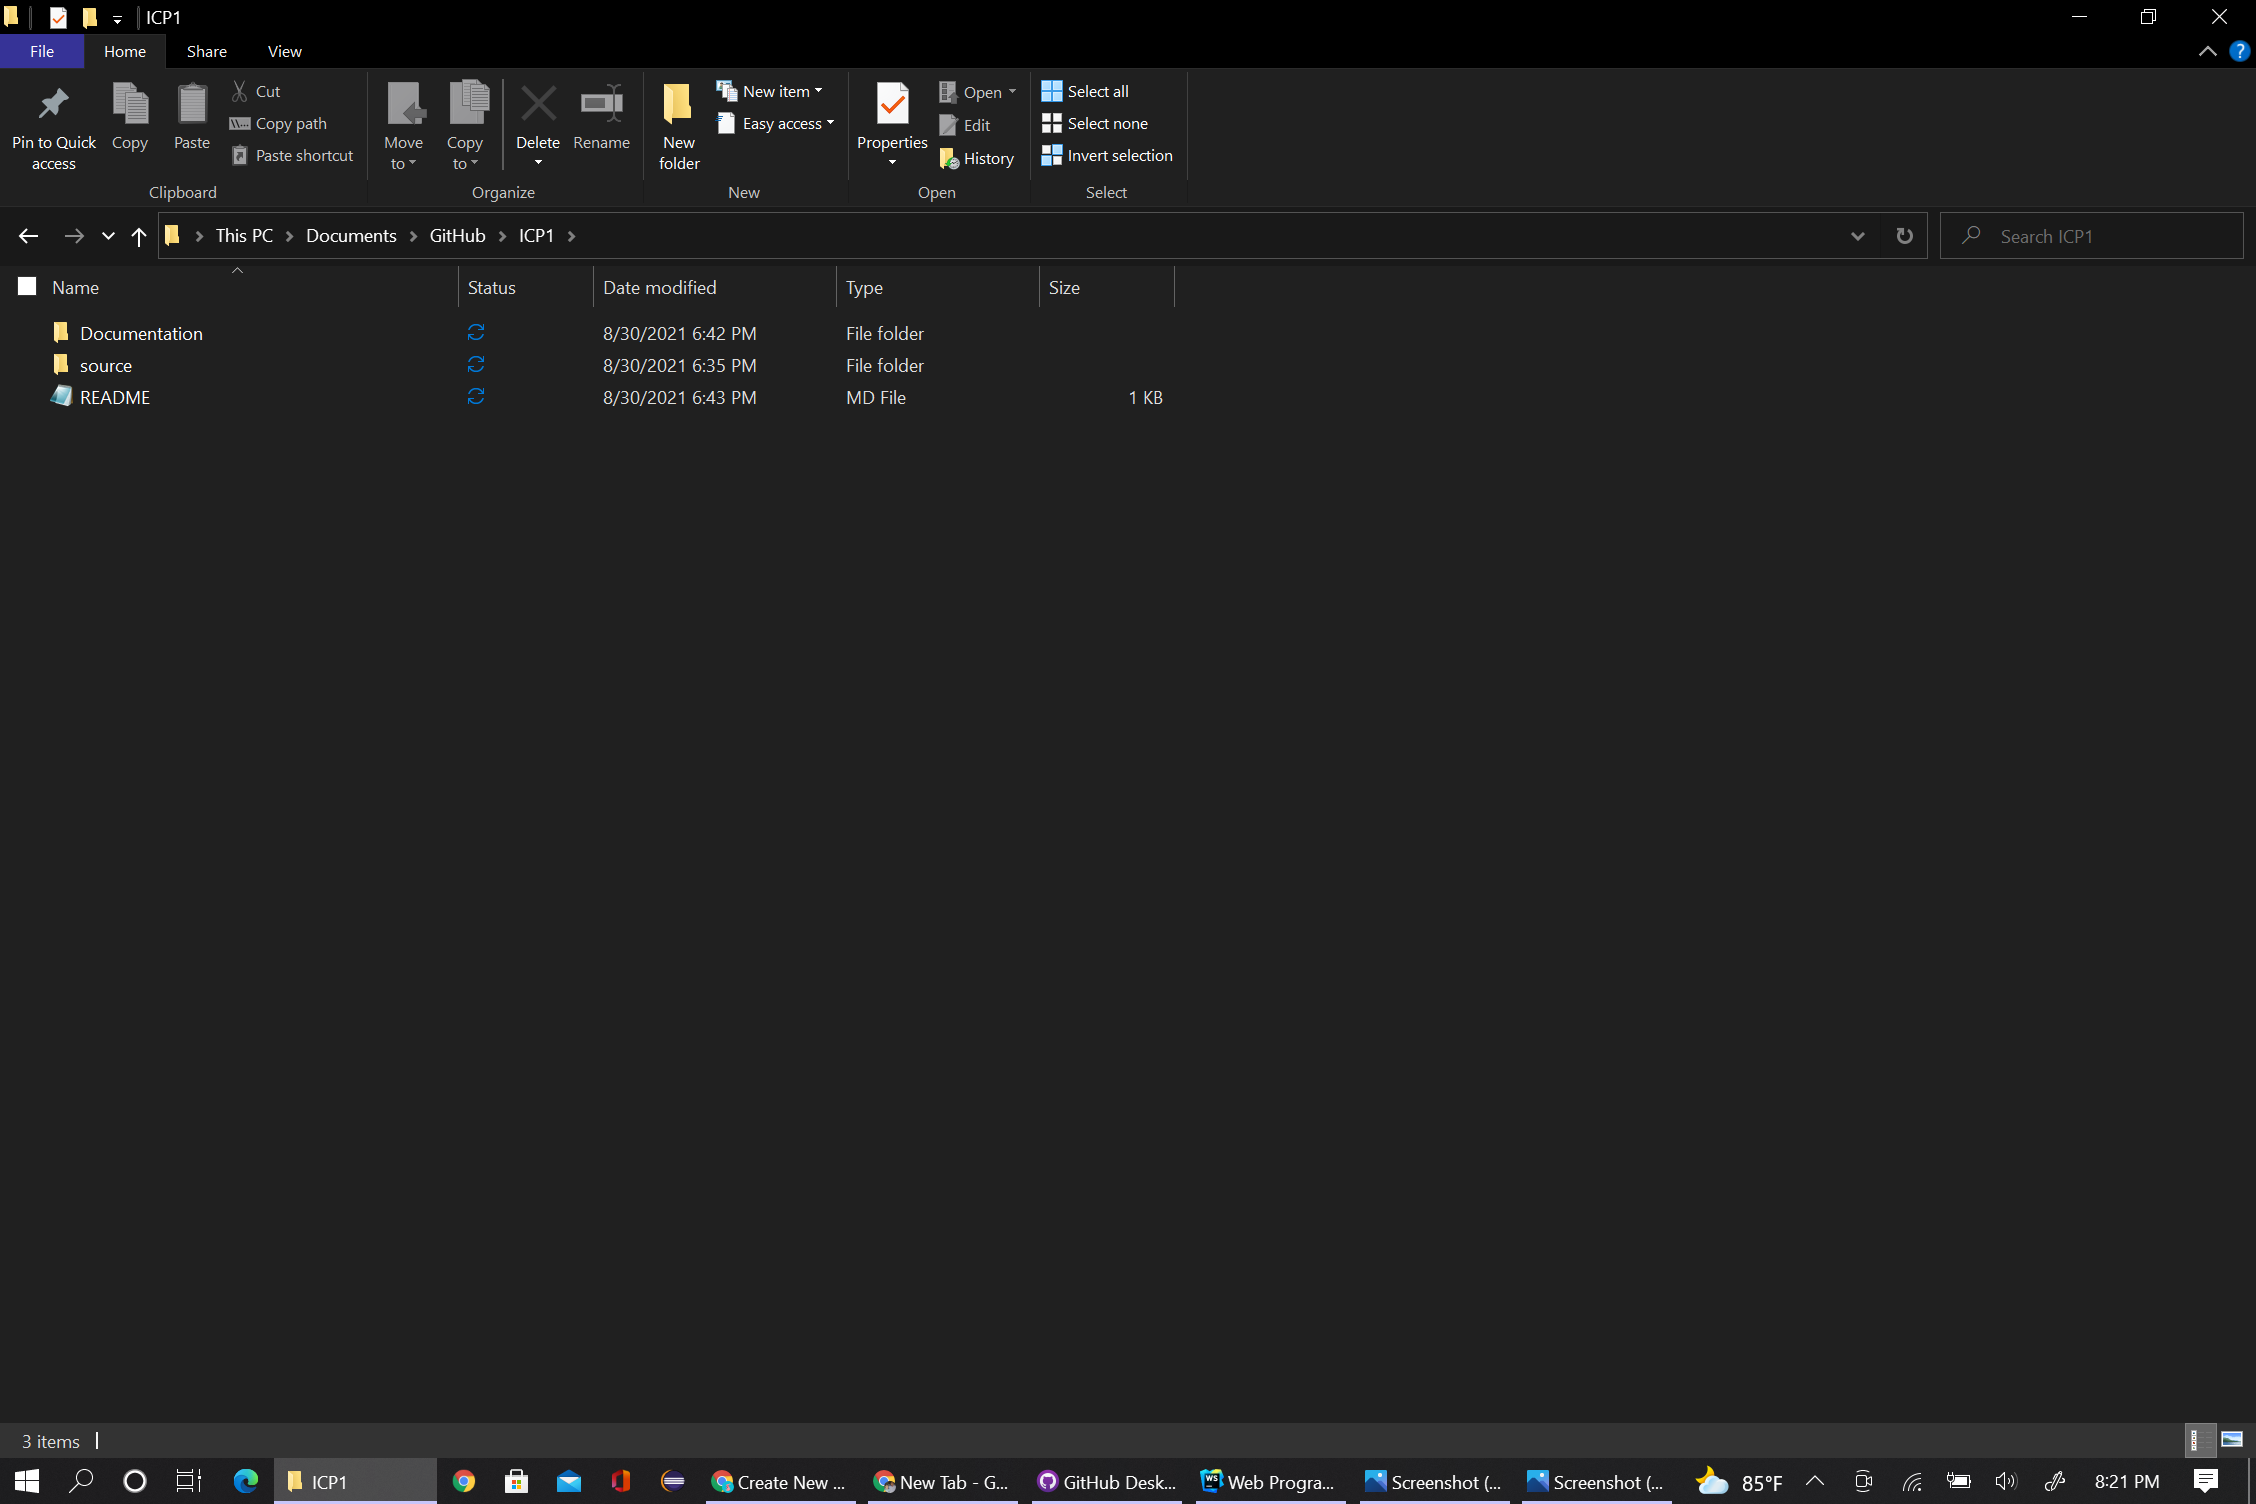 ICP1
File Home Share View
Pin to Quick access
Copy
Paste
Cut
Copy path
Paste shortcut
Clipboard
Move to
Copy to
Delete
Rename
Organize
New folder
New item
Easy access
New
Properties
Open
Edit
History
Open
Select all
Select none
Invert selection
Select
This PC Documents GitHub ICP1
Search ICP1
Name Status Date modified Type Size
Documentation 8/30/2021 6:42 PM File folder
source 8/30/2021 6:35 PM File folder
README 8/30/2021 6:43 PM MD File 1 KB
3 items
ICP1 Create New ... New Tab - G... GitHub Desk... WS Web Progra... Screenshot (... Screenshot (... 85°F 8:21 PM